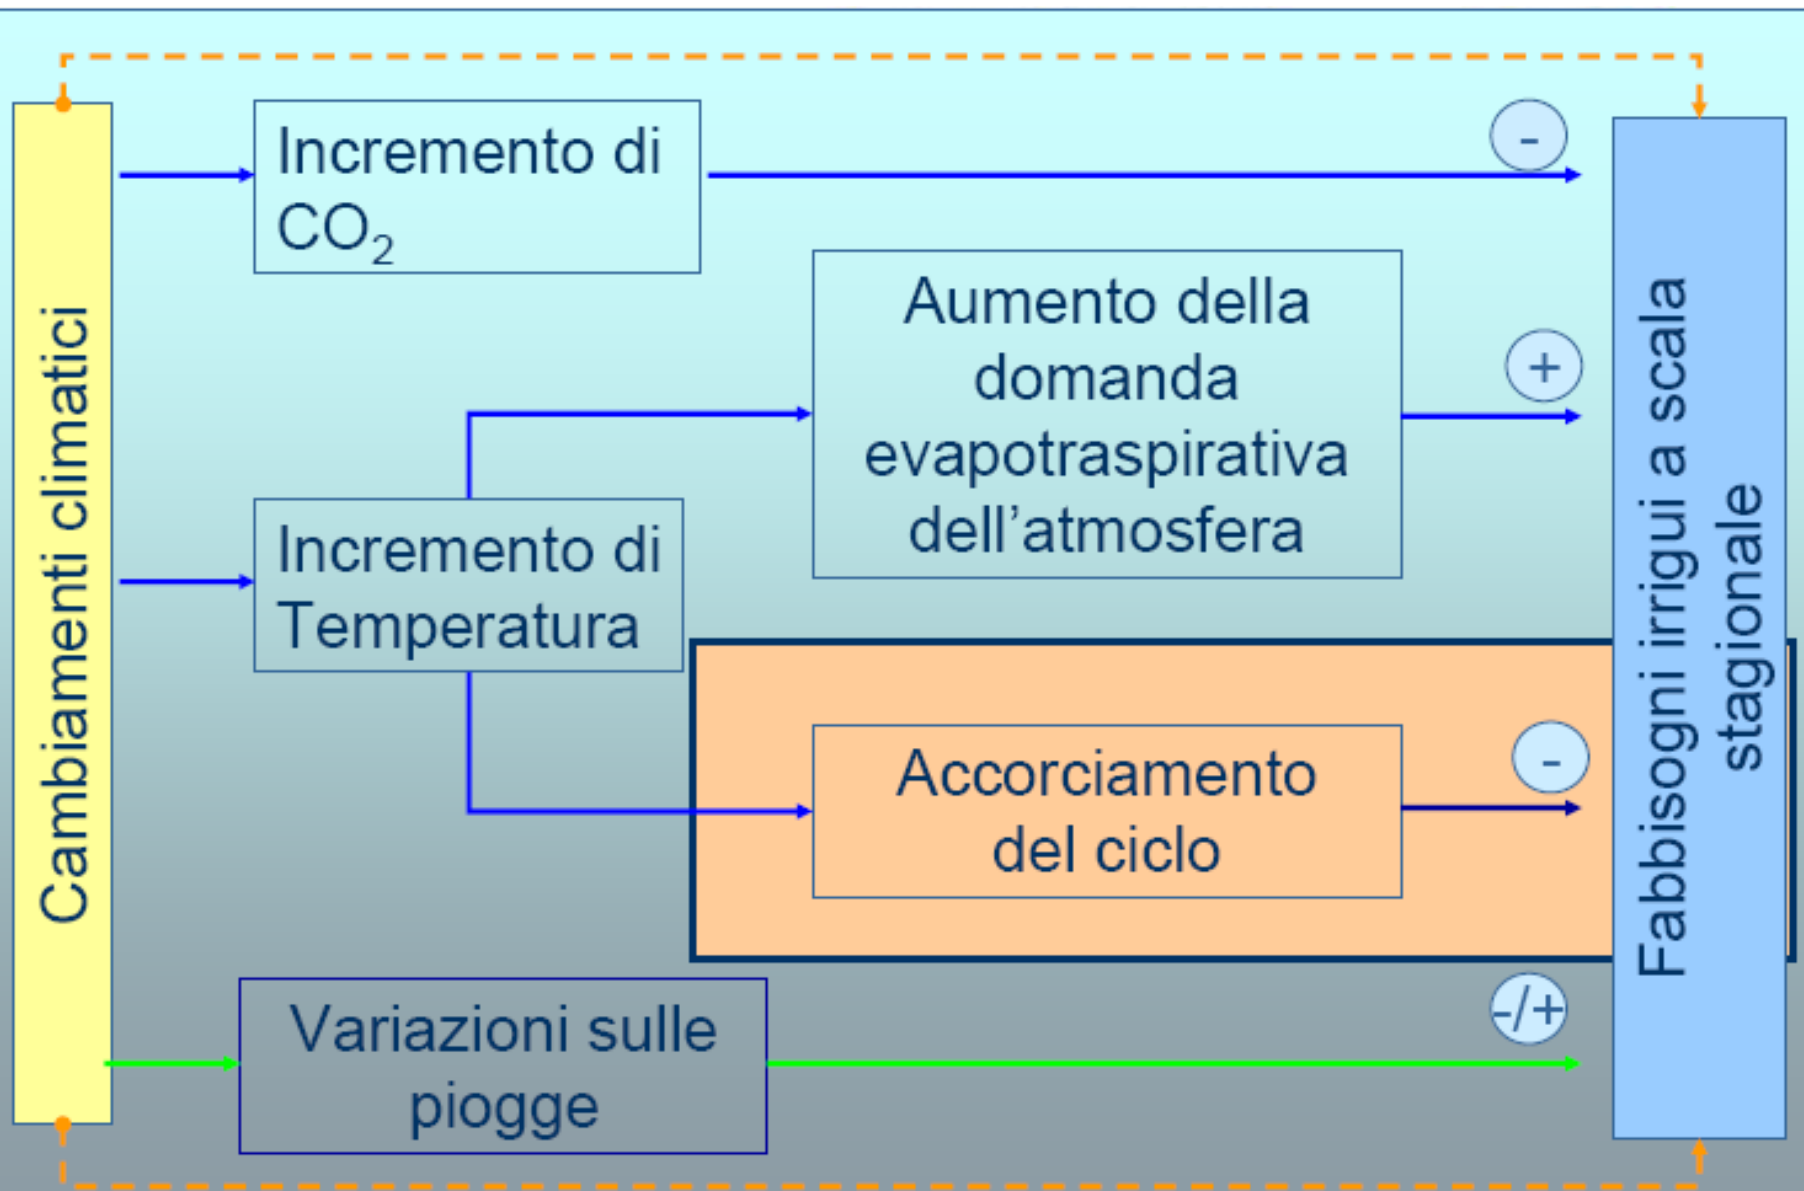 Cambiamenti climatici
Incremento di
CO₂
-
Aumento della
domanda
evapotraspirativa
dell'atmosfera
+
Incremento di
Temperatura
Accorciamento
del ciclo
-
Variazioni sulle
piogge
-/+
Fabbisogni irrigui a scala
stagionale